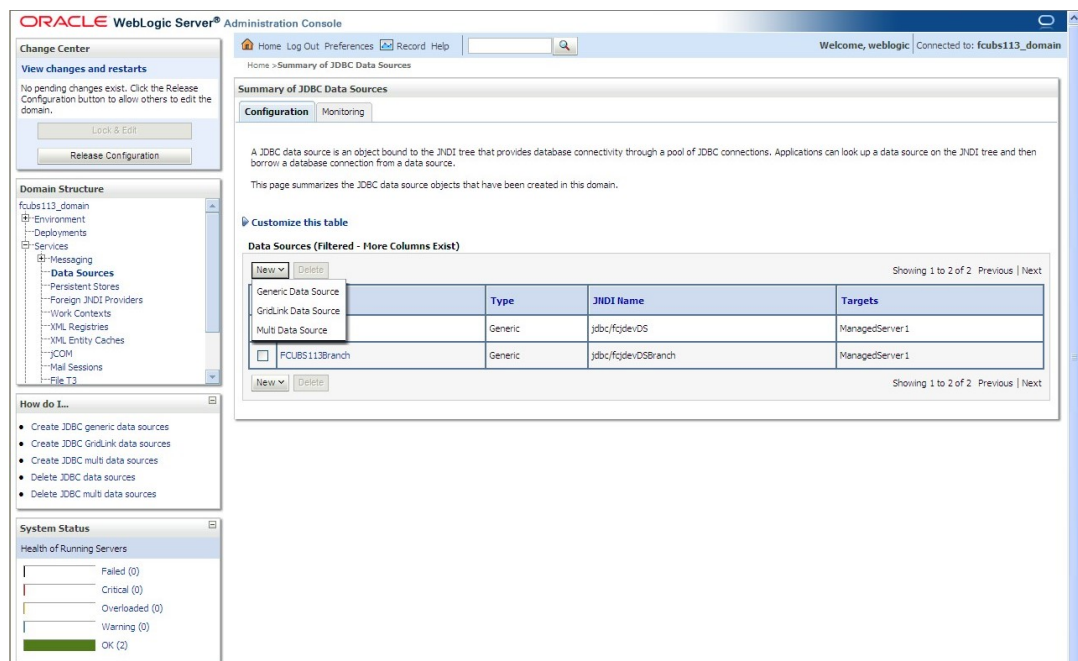 ORACLE WebLogic Server® Administration Console
Change Center
View changes and restarts
No pending changes exist. Click the Release
Configuration button to allow others to edit the
domain.
Lock & Edit
Release Configuration
Domain Structure
fcubs113_domain
Environment
Deployments
Services
Messaging
Data Sources
Persistent Stores
Foreign JNDI Providers
Work Contexts
XML Registries
XML Entity Caches
jCOM
Mail Sessions
File T3
How do I...
Create JDBC generic data sources
Create JDBC GridLink data sources
Create JDBC multi data sources
Delete JDBC data sources
Delete JDBC multi data sources
System Status
Health of Running Servers
Failed (0)
Critical (0)
Overloaded (0)
Warning (0)
OK (2)
Home Log Out Preferences Record Help
Welcome, weblogic Connected to: fcubs113_domain
Home >Summary of JDBC Data Sources
Summary of JDBC Data Sources
Configuration Monitoring
A JDBC data source is an object bound to the JNDI tree that provides database connectivity through a pool of JDBC connections. Applications can look up a data source on the JNDI tree and then
borrow a database connection from a data source.
This page summarizes the JDBC data source objects that have been created in this domain.
Customize this table
Data Sources (Filtered - More Columns Exist)
New Delete
Showing 1 to 2 of 2 Previous | Next
Generic Data Source
GridLink Data Source
Multi Data Source
Type JNDI Name Targets
Generic jdbc/fcjdevDS ManagedServer1
FCUBS113Branch Generic jdbc/fcjdevDSBranch ManagedServer1
New Delete
Showing 1 to 2 of 2 Previous | Next